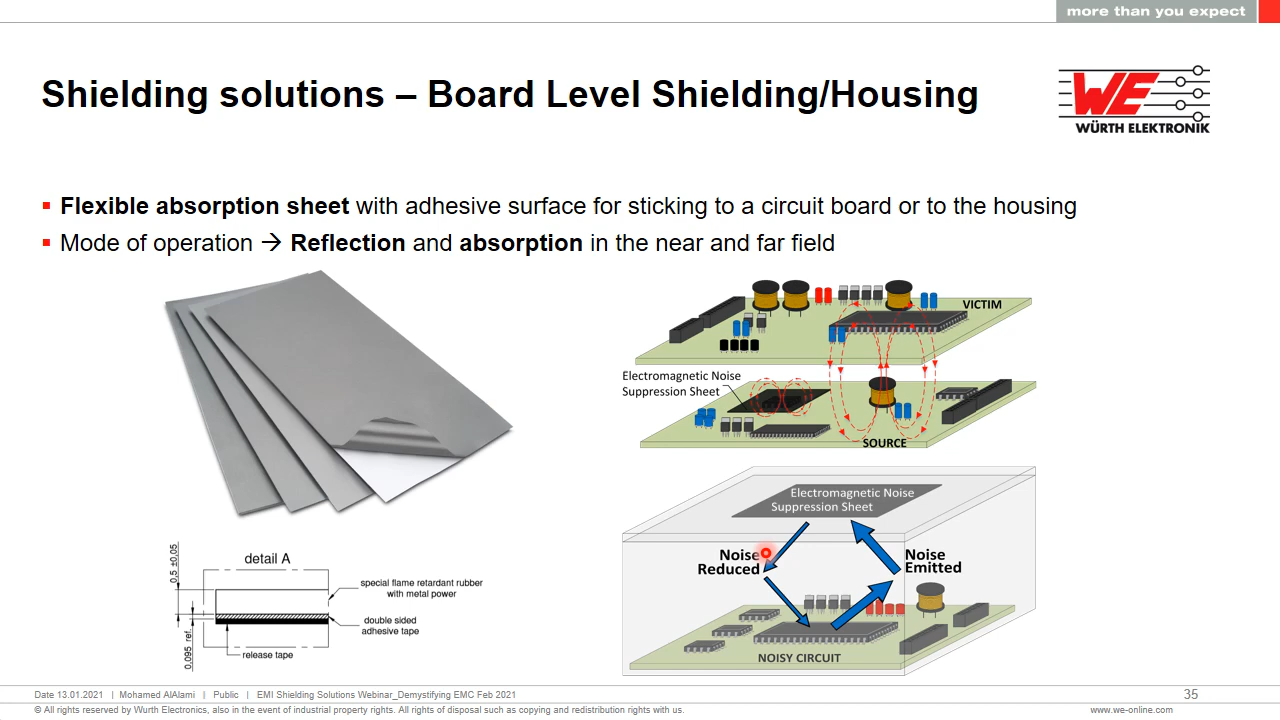 more than you expect
Shielding solutions – Board Level Shielding/Housing
WE
WÜRTH ELEKTRONIK
Flexible absorption sheet with adhesive surface for sticking to a circuit board or to the housing
Mode of operation → Reflection and absorption in the near and far field
VICTIM
Electromagnetic Noise
Suppression Sheet
SOURCE
Electromagnetic Noise
Suppression Sheet
Noise
Reduced
Noise
Emitted
NOISY CIRCUIT
detail A
0,5 ±0,05
special flame retardant rubber
with metal power
double sided
adhesive tape
0,095 ref.
release tape
Date 13.01.2021 | Mohamed AlAlami | Public | EMI Shielding Solutions Webinar_Demystifying EMC Feb 2021
35
© All rights reserved by Wurth Electronics, also in the event of industrial property rights. All rights of disposal such as copying and redistribution rights with us.
www.we-online.com